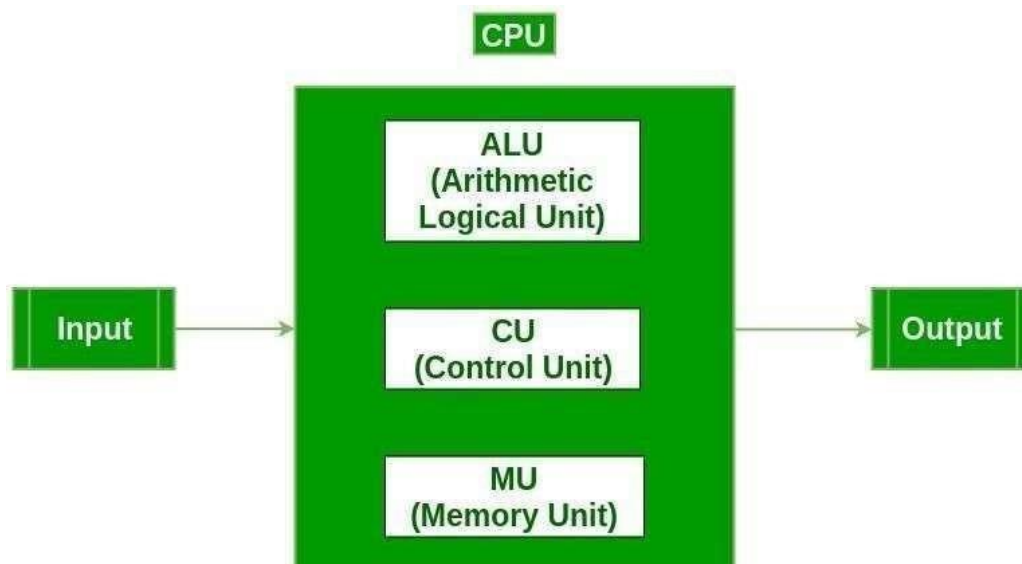 CPU
ALU
(Arithmetic
Logical Unit)
Input
CU
(Control Unit)
Output
MU
(Memory Unit)